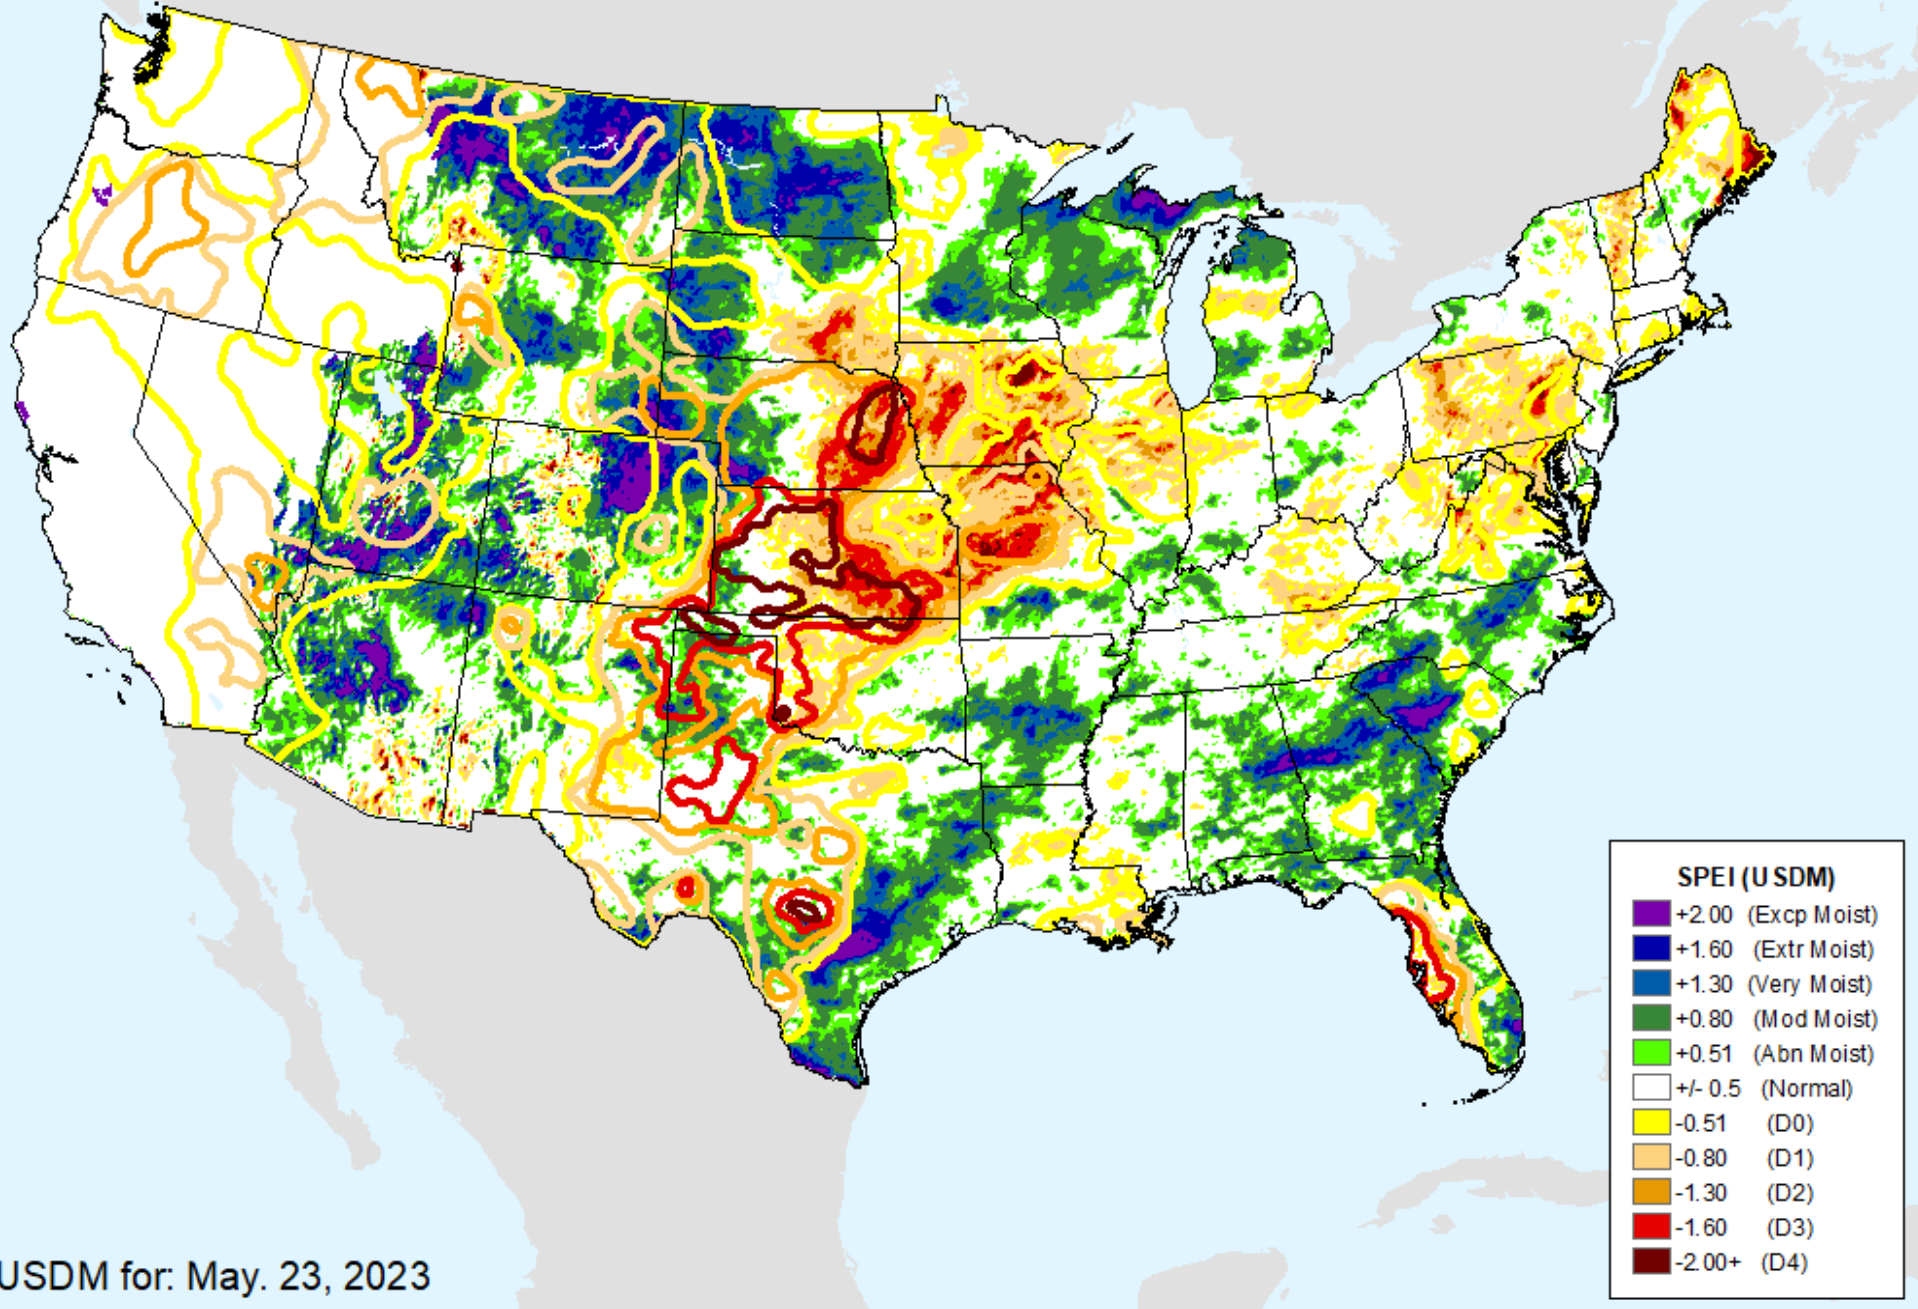 SPEI (USDM)
+2.00 (Excp Moist)
+1.60 (Extr Moist)
+1.30 (Very Moist)
+0.80 (Mod Moist)
+0.51 (Abn Moist)
+/- 0.5 (Normal)
-0.51 (D0)
-0.80 (D1)
-1.30 (D2)
-1.60 (D3)
-2.00+ (D4)
USDM for: May. 23, 2023